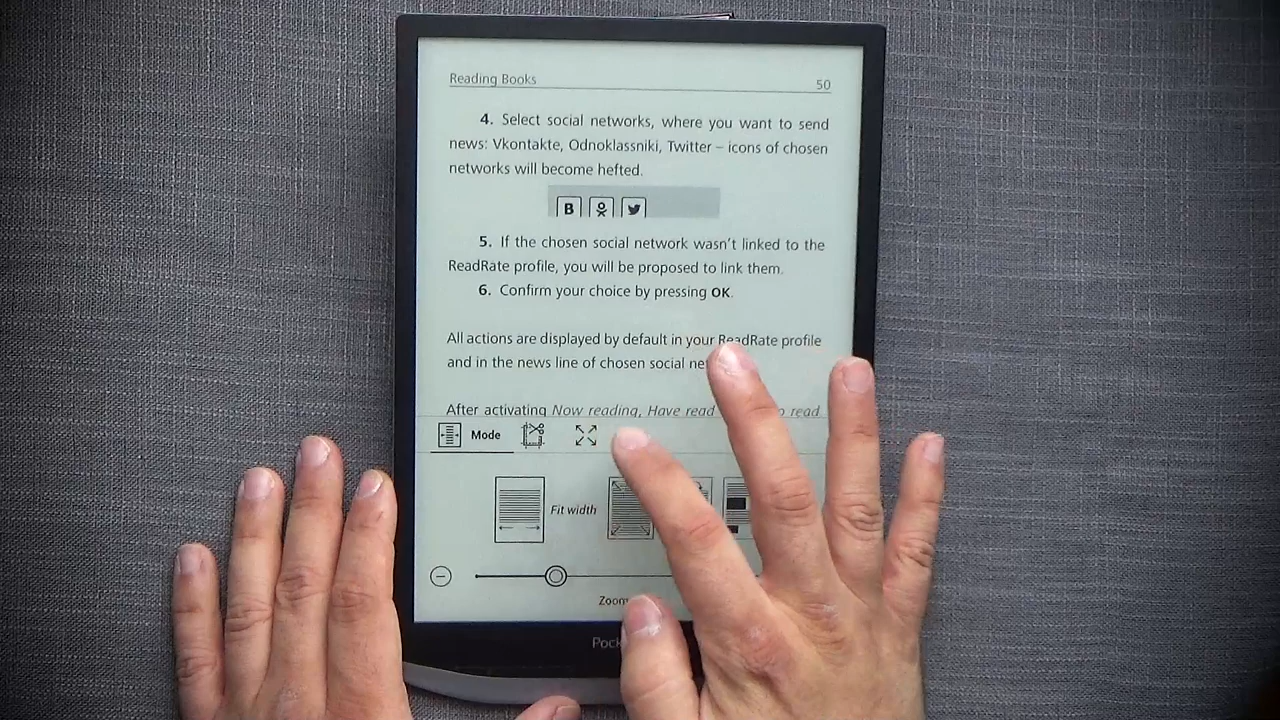 Reading Books 50
4. Select social networks, where you want to send
news: Vkontakte, Odnoklassniki, Twitter – icons of chosen
networks will become hefted.
B
5. If the chosen social network wasn't linked to the
ReadRate profile, you will be proposed to link them.
6. Confirm your choice by pressing OK.
All actions are displayed by default in your ReadRate profile
and in the news line of chosen social
After activating Now reading, Have read read
Mode
Fit width
Zoom